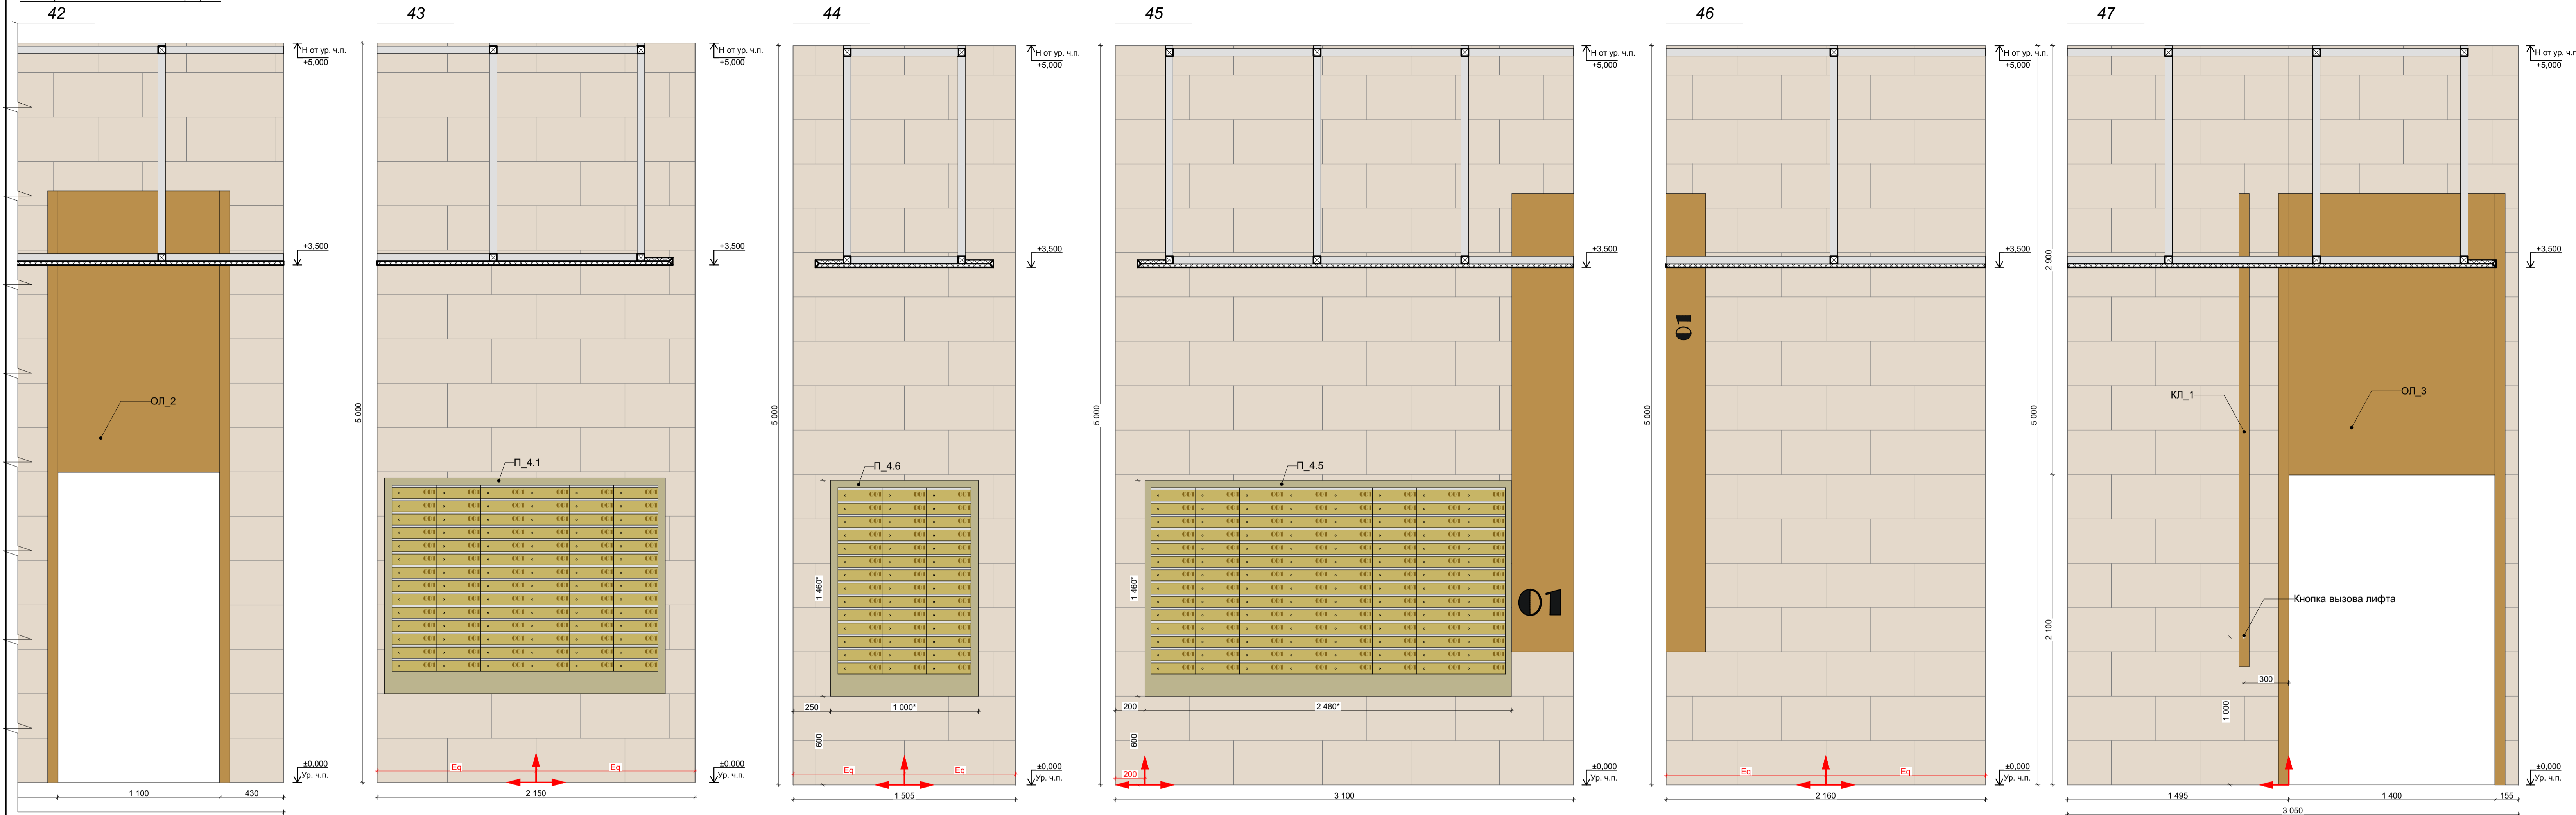 42
43
44
45
46
47
Н от ур. ч.п.
+5,000
+3,500
ОЛ_2
±0,000
Ур. ч.п.
1 100
430
5 000
Н от ур. ч.п.
+5,000
+3,500
П_4.1
Eq
Eq
±0,000
Ур. ч.п.
2 150
5 000
Н от ур. ч.п.
+5,000
+3,500
П_4.6
1 460*
250
1 000*
600
Eq
Eq
±0,000
Ур. ч.п.
1 505
5 000
Н от ур. ч.п.
+5,000
+3,500
П_4.5
1 460*
01
200
2 480*
600
200
±0,000
Ур. ч.п.
3 100
5 000
Н от ур. ч.п.
+5,000
+3,500
01
Eq
Eq
±0,000
Ур. ч.п.
2 160
5 000
2 900
2 100
Н от ур. ч.п.
+5,000
+3,500
КЛ_1
ОЛ_3
Кнопка вызова лифта
300
1 000
±0,000
Ур. ч.п.
1 495
1 400
155
3 050